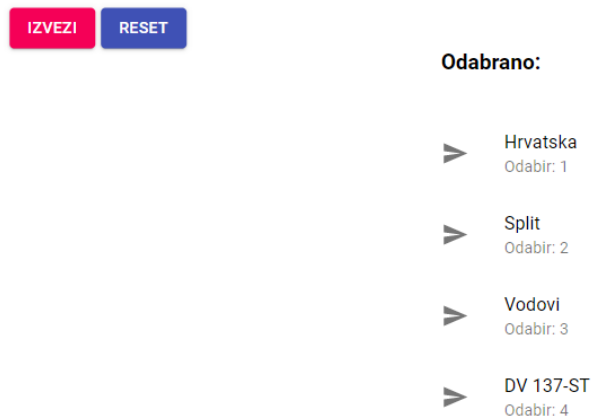 IZVEZI RESET
Odabrano:
Hrvatska
Odabir: 1
Split
Odabir: 2
Vodovi
Odabir: 3
DV 137-ST
Odabir: 4